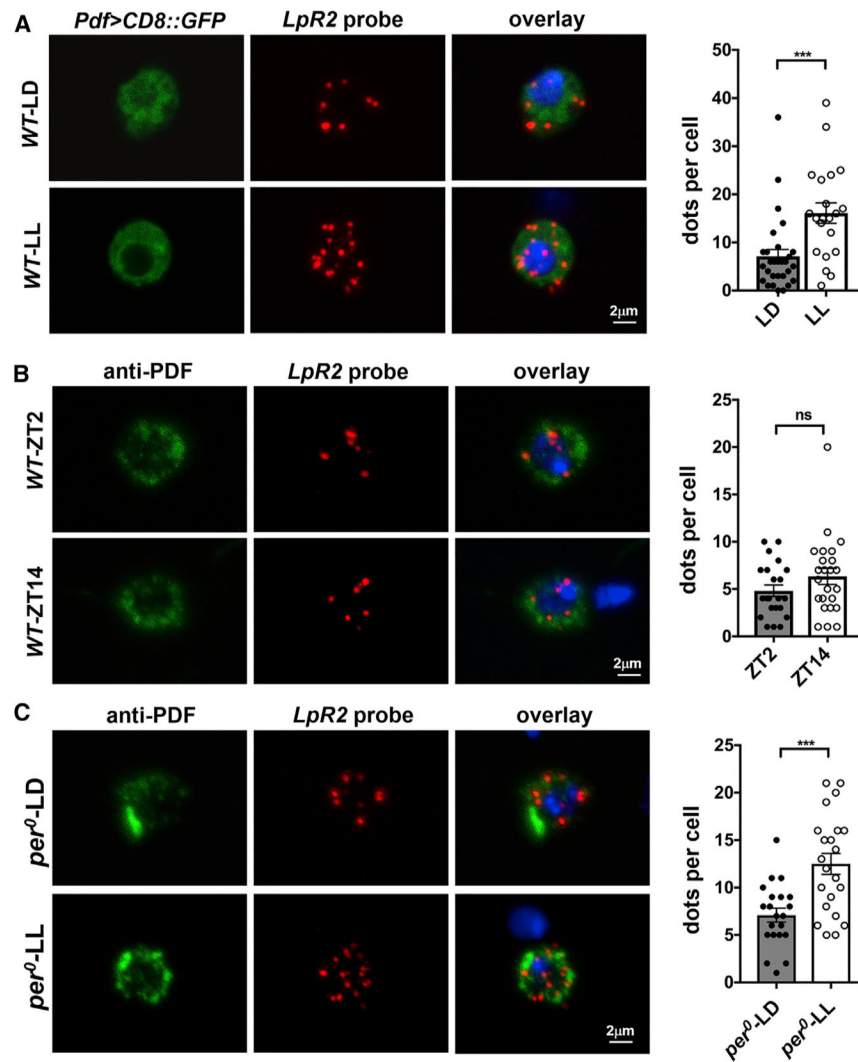 A
Pdf>CD8::GFP LpR2 probe overlay
WT-LD
WT-LL
2μm
dots per cell
50
40
30
20
10
0
***
LD LL
B
anti-PDF LpR2 probe overlay
WT-ZT2
WT-ZT14
2μm
dots per cell
25
20
15
10
5
0
ns
ZT2 ZT14
C
anti-PDF LpR2 probe overlay
per⁰-LD
per⁰-LL
2μm
dots per cell
25
20
15
10
5
0
***
per⁰-LD per⁰-LL